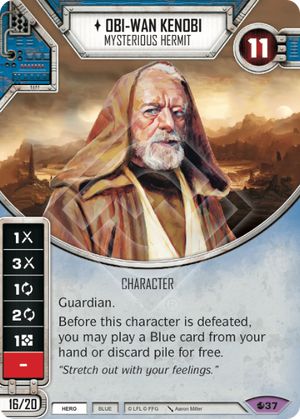 OBI-WAN KENOBI
MYSTERIOUS HERMIT
11
1
3
1
2
1
-
CHARACTER
Guardian.
Before this character is defeated,
you may play a Blue card from your
hand or discard pile for free.
"Stretch out with your feelings."
16/20
HERO
BLUE
© LFL © FFG
Aaron Miller
37